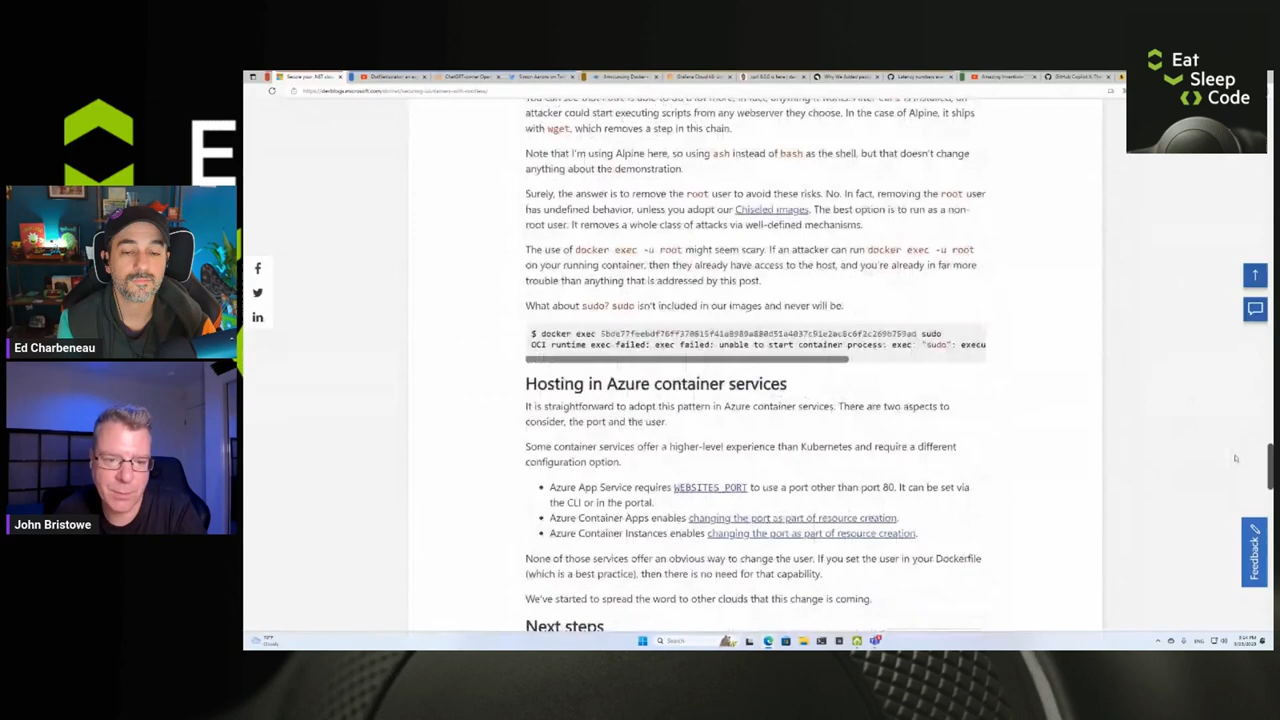 Eat
Sleep
Code
E
Ed Charbeneau
John Bristowe
https://devblogs.microsoft.com/dotnet/securing-containers-with-rootless/
attacker could start executing scripts from any webserver they choose. In the case of Alpine, it ships
with wget, which removes a step in this chain.
Note that I'm using Alpine here, so using ash instead of bash as the shell, but that doesn't change
anything about the demonstration.
Surely, the answer is to remove the root user to avoid these risks. No. In fact, removing the root user
has undefined behavior, unless you adopt our Chiseled images. The best option is to run as a non-
root user. It removes a whole class of attacks via well-defined mechanisms.
The use of docker exec -u root might seem scary. If an attacker can run docker exec -u root
on your running container, then they already have access to the host, and you're already in far more
trouble than anything that is addressed by this post.
What about sudo? sudo isn't included in our images and never will be.
$ docker exec sudo
OCI runtime exec failed: exec failed: unable to start container process: exec: "sudo": execu
Hosting in Azure container services
It is straightforward to adopt this pattern in Azure container services. There are two aspects to
consider, the port and the user.
Some container services offer a higher-level experience than Kubernetes and require a different
configuration option.
Azure App Service requires WEBSITES_PORT to use a port other than port 80. It can be set via
the CLI or in the portal.
Azure Container Apps enables changing the port as part of resource creation.
Azure Container Instances enables changing the port as part of resource creation.
None of those services offer an obvious way to change the user. If you set the user in your Dockerfile
(which is a best practice), then there is no need for that capability.
We've started to spread the word to other clouds that this change is coming.
Next steps
Feedback
Search